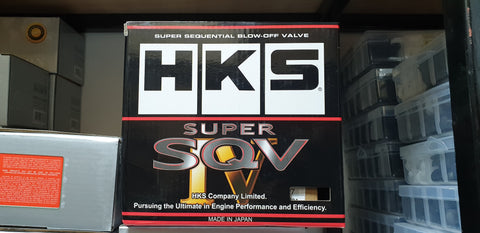 SUPER SEQUENTIAL BLOW-OFF VALVE
HKS®
SUPER
SQV
IV
HKS Company Limited.
Pursuing the Ultimate in Engine Performance and Efficiency.
MADE IN JAPAN